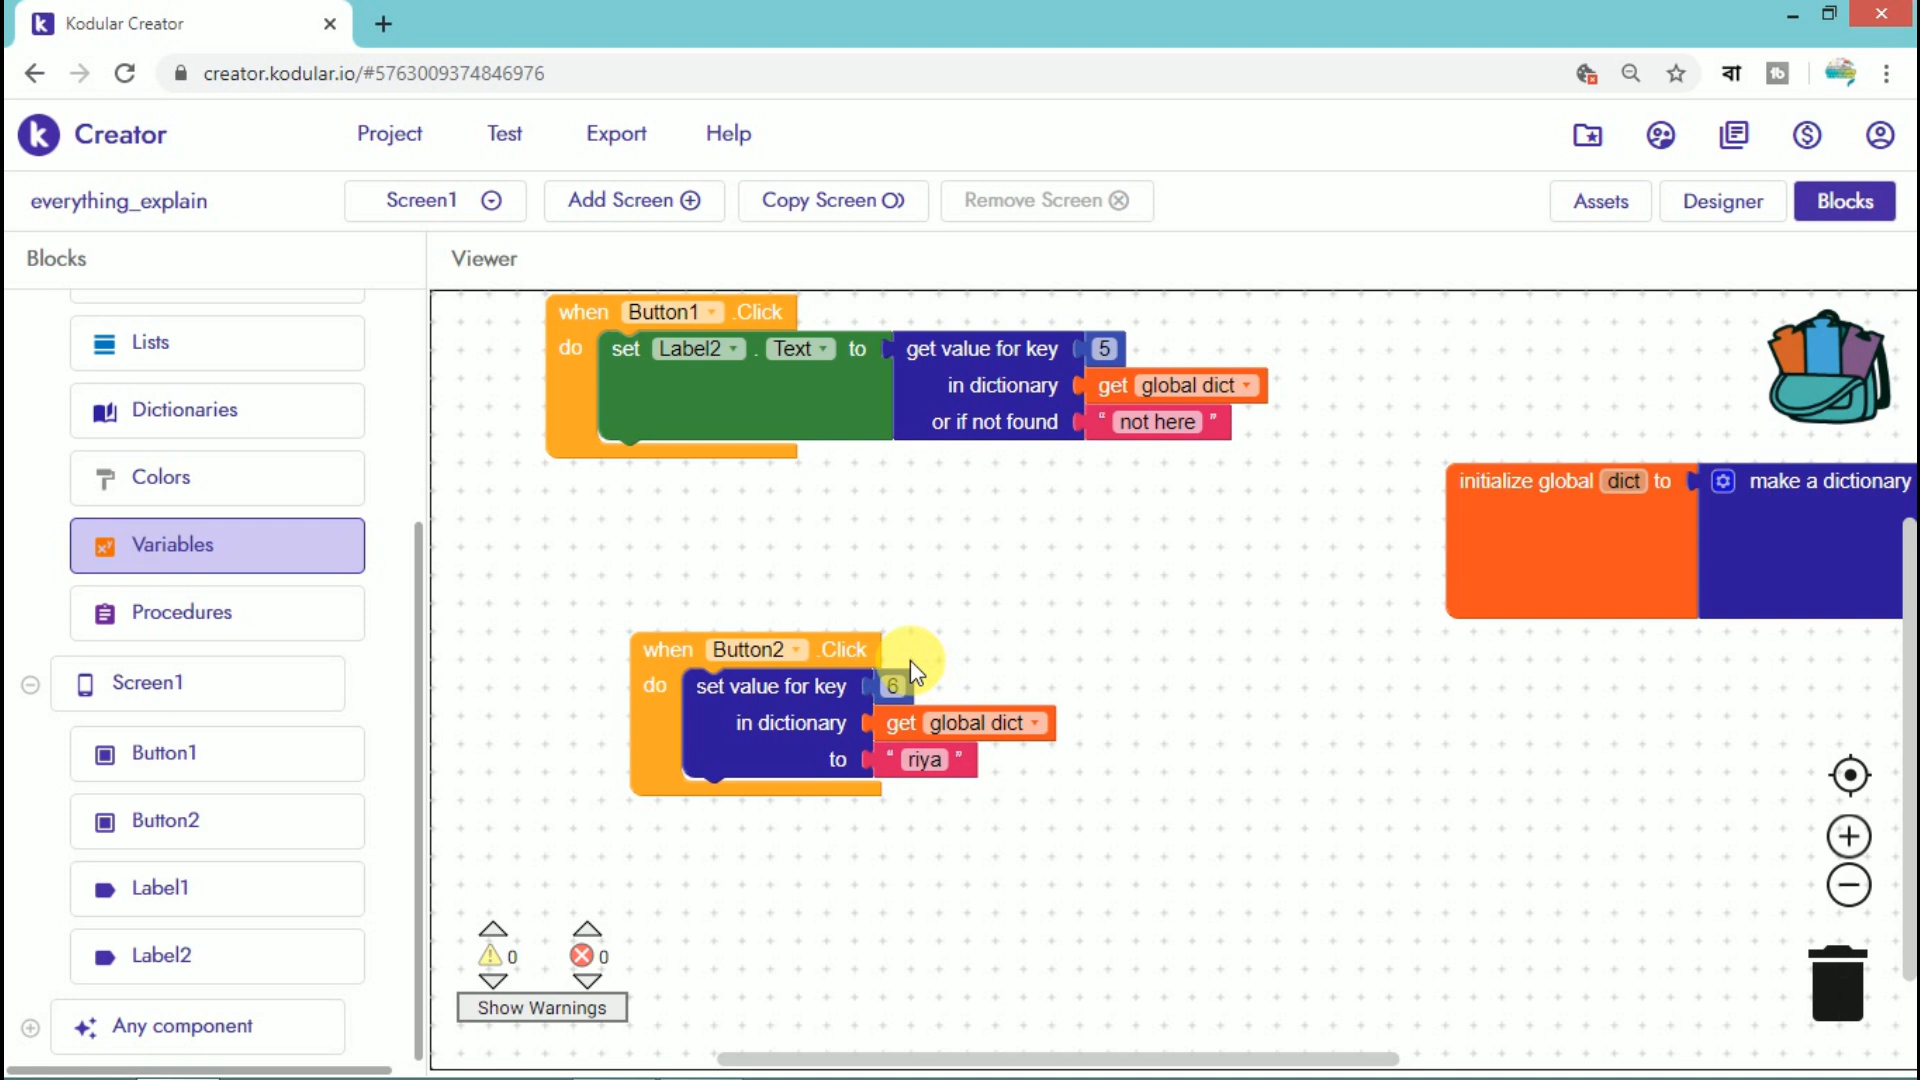 Kodular Creator
creator.kodular.io/#5763009374846976
বা
tb
k Creator
Project Test Export Help
everything_explain
Screen1 Add Screen Copy Screen Remove Screen Assets Designer Blocks
Blocks Viewer
Lists
Dictionaries
Colors
Variables
Procedures
Screen1
Button1
Button2
Label1
Label2
Any component
when Button1 .Click
do set Label2 . Text to get value for key 5
in dictionary get global dict
or if not found “ not here ”
initialize global dict to make a dictionary
when Button2 .Click
do set value for key 6
in dictionary get global dict
to “ riya ”
0 0
Show Warnings